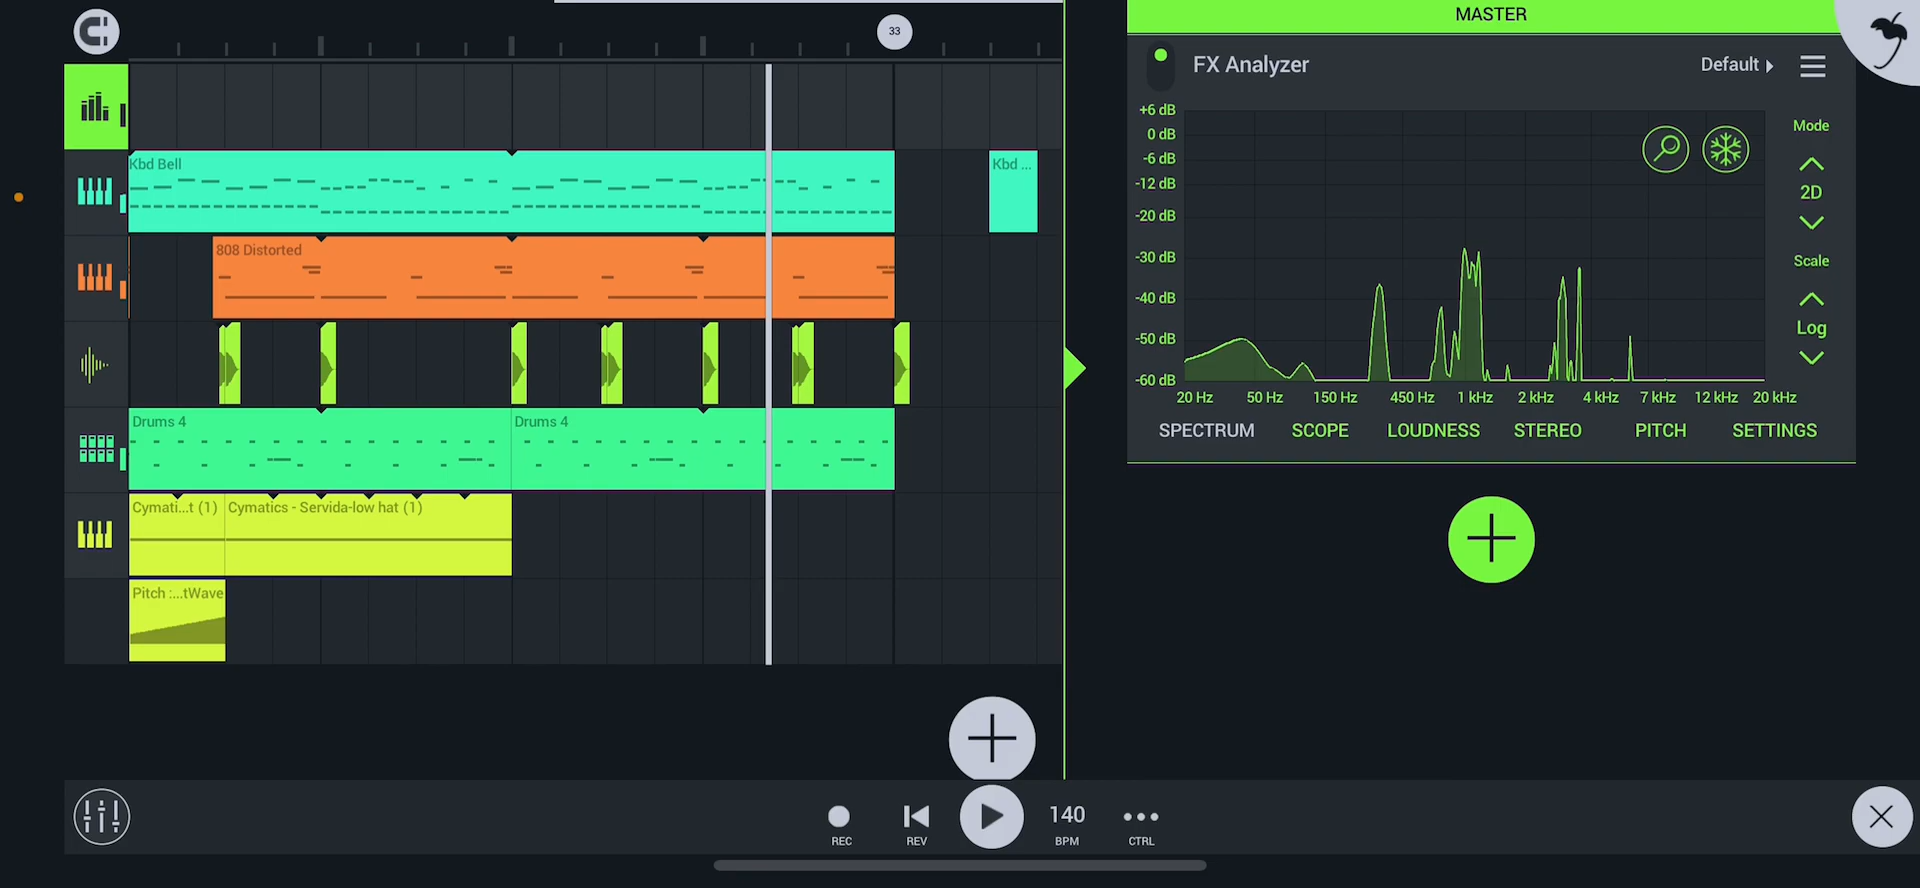 33
Kbd Bell
Kbd ...
808 Distorted
Drums 4
Drums 4
Cymati...t (1)
Cymatics - Servida-low hat (1)
Pitch :...tWave
MASTER
FX Analyzer
Default
+6 dB
0 dB
-6 dB
-12 dB
-20 dB
-30 dB
-40 dB
-50 dB
-60 dB
20 Hz 50 Hz 150 Hz 450 Hz 1 kHz 2 kHz 4 kHz 7 kHz 12 kHz 20 kHz
Mode
2D
Scale
Log
SPECTRUM SCOPE LOUDNESS STEREO PITCH SETTINGS
140
REC REV BPM CTRL